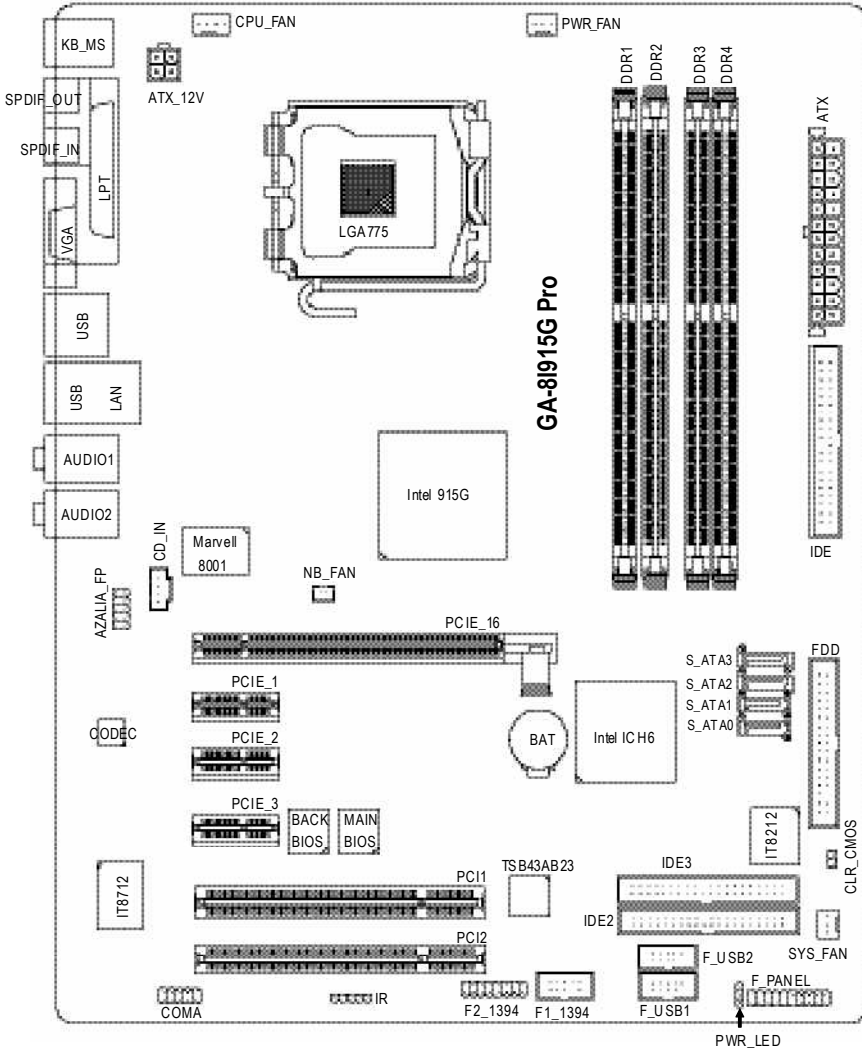 CPU_FAN
PWR_FAN
KB_MS
ATX_12V
DDR1
DDR2
DDR3
DDR4
ATX
SPDIF_OUT
SPDIF_IN
LPT
VGA
LGA775
USB
GA-8I915G Pro
USB
LAN
AUDIO1
AUDIO2
Intel 915G
CD_IN
Marvell
8001
IDE
NB_FAN
AZALIA_FP
PCIE_16
S_ATA3
S_ATA2
S_ATA1
S_ATA0
FDD
PCIE_1
CODEC
PCIE_2
BAT
Intel ICH6
PCIE_3
BACK
BIOS
MAIN
BIOS
IT8212
CLR_CMOS
IT8712
PCI1
TSB43AB23
IDE3
IDE2
PCI2
F_USB2
SYS_FAN
F_PANEL
COMA
IR
F2_1394
F1_1394
F_USB1
PWR_LED